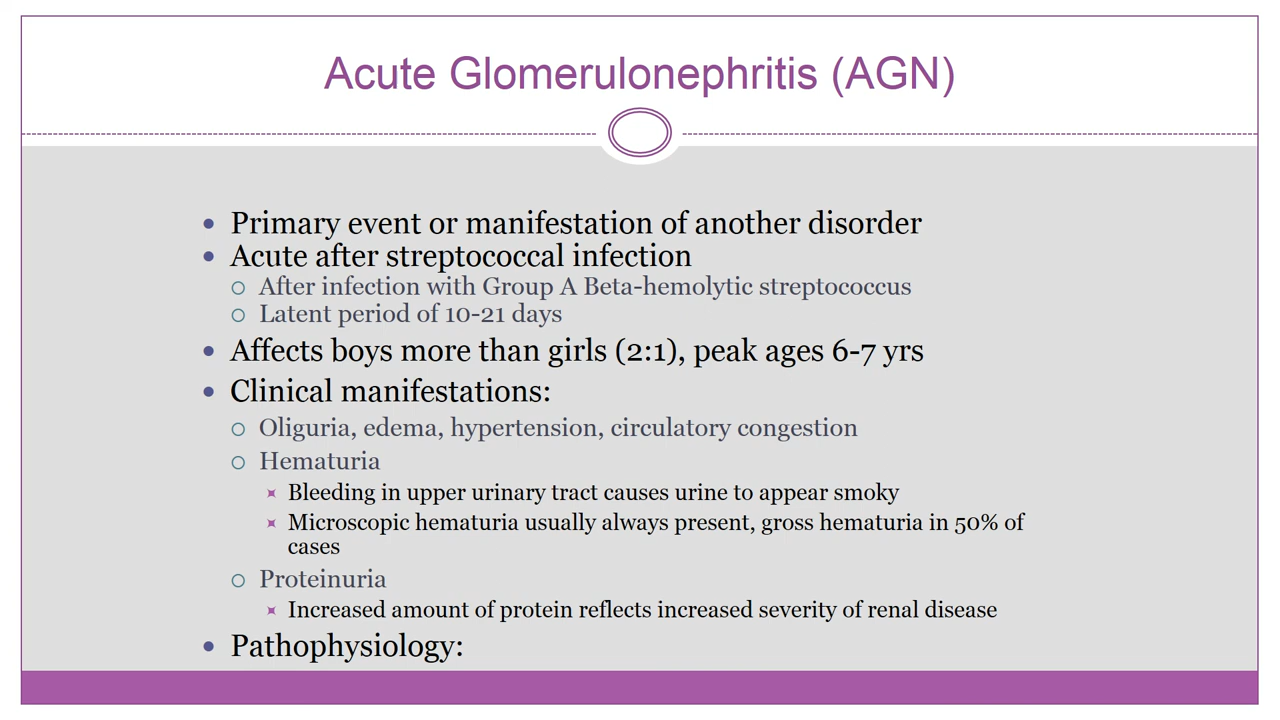 Acute Glomerulonephritis (AGN)
Primary event or manifestation of another disorder
Acute after streptococcal infection
After infection with Group A Beta-hemolytic streptococcus
Latent period of 10-21 days
Affects boys more than girls (2:1), peak ages 6-7 yrs
Clinical manifestations:
Oliguria, edema, hypertension, circulatory congestion
Hematuria
Bleeding in upper urinary tract causes urine to appear smoky
Microscopic hematuria usually always present, gross hematuria in 50% of
cases
Proteinuria
Increased amount of protein reflects increased severity of renal disease
Pathophysiology: